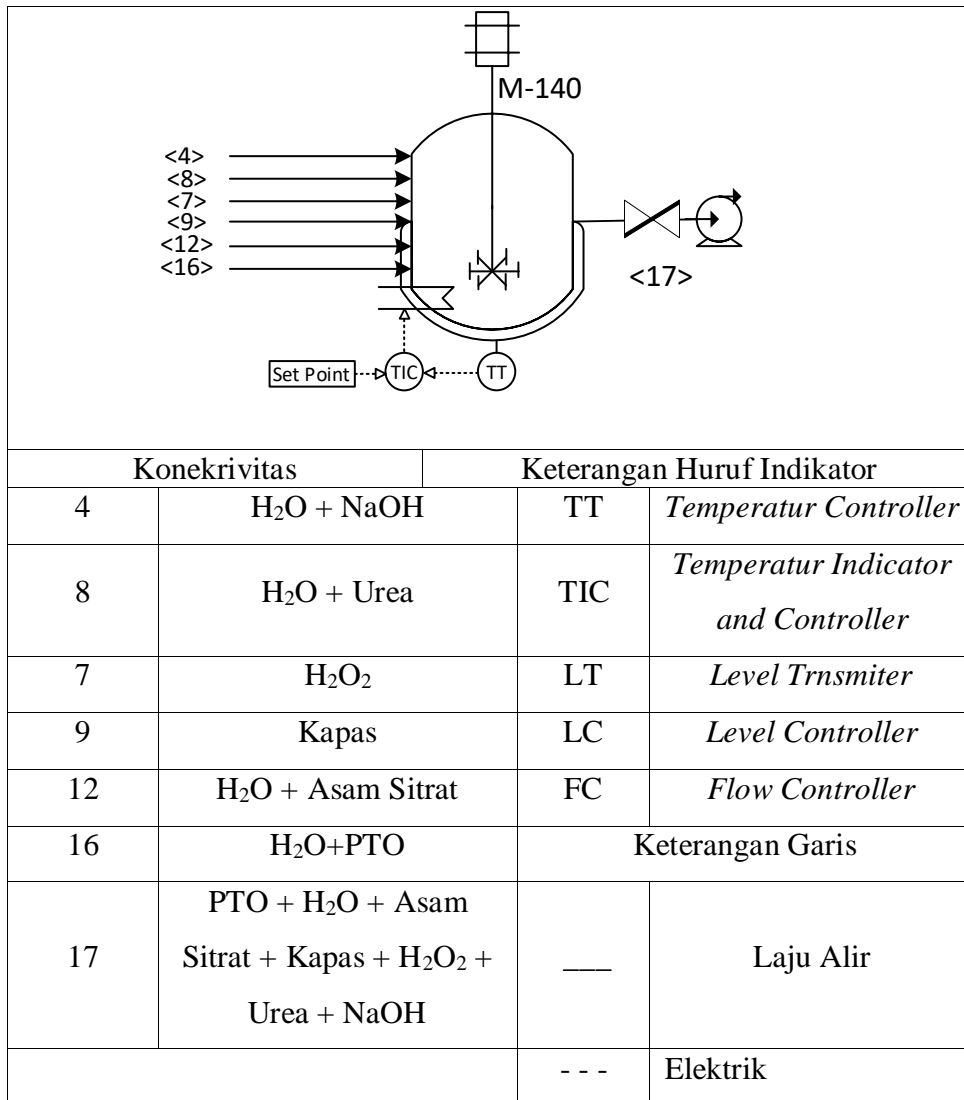 M-140
<4>
<8>
<7>
<9>
<12>
<16>
<17>
Set Point
TIC
TT
Konekrivitas Keterangan Huruf Indikator
4 H₂O + NaOH TT Temperatur Controller
8 H₂O + Urea TIC Temperatur Indicator
and Controller
7 H₂O₂ LT Level Trnsmiter
9 Kapas LC Level Controller
12 H₂O + Asam Sitrat FC Flow Controller
16 H₂O+PTO Keterangan Garis
17 PTO + H₂O + Asam
Sitrat + Kapas + H₂O₂ +
Urea + NaOH
___ Laju Alir
- - - Elektrik